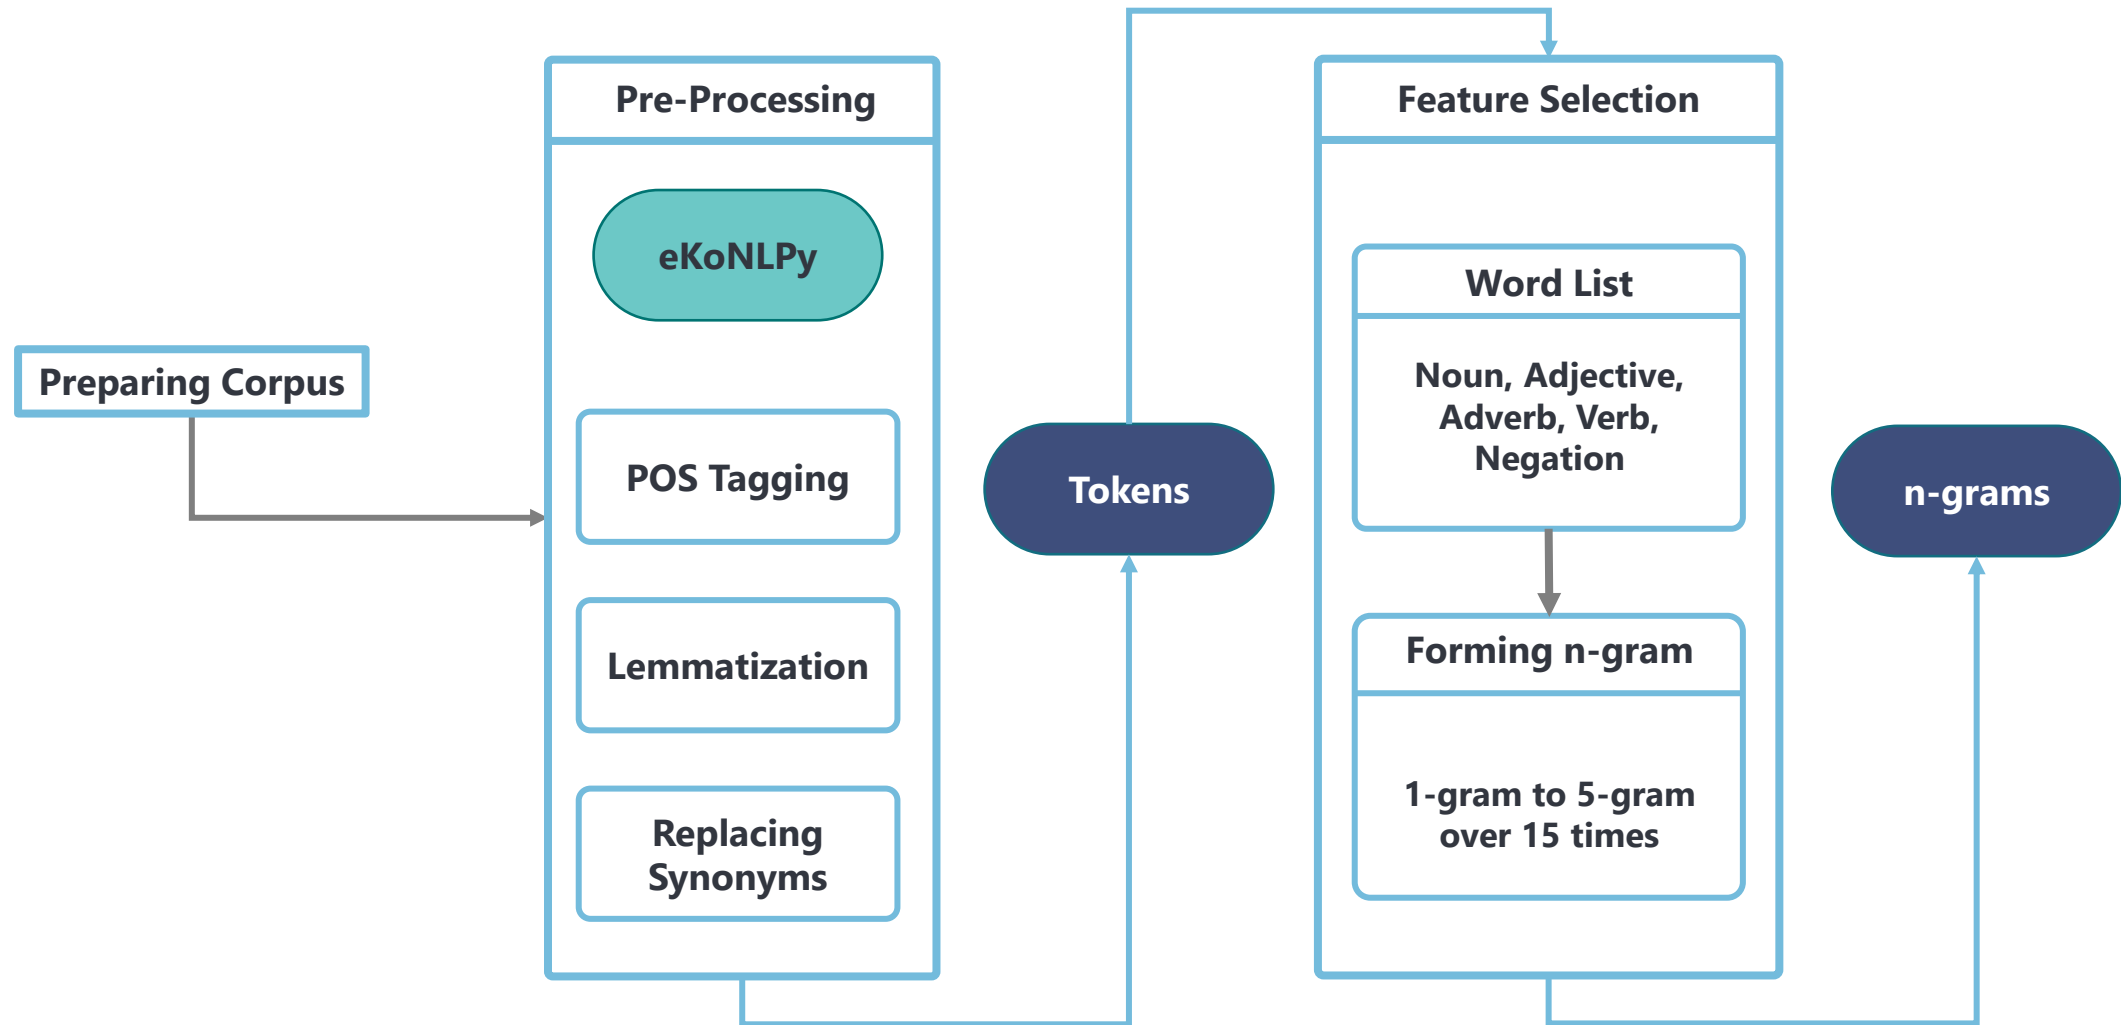 Preparing Corpus
Pre-Processing
eKoNLPy
POS Tagging
Lemmatization
Replacing
Synonyms
Tokens
Feature Selection
Word List
Noun, Adjective,
Adverb, Verb,
Negation
Forming n-gram
1-gram to 5-gram
over 15 times
n-grams